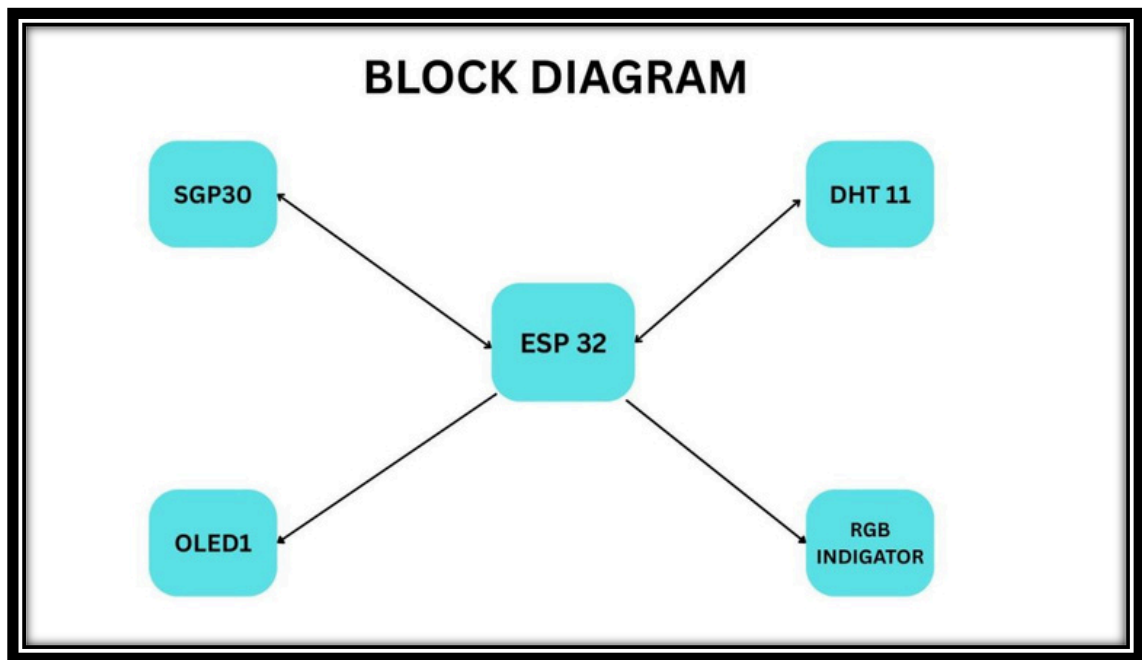 BLOCK DIAGRAM
SGP30
DHT 11
ESP 32
OLED1
RGB
INDIGATOR